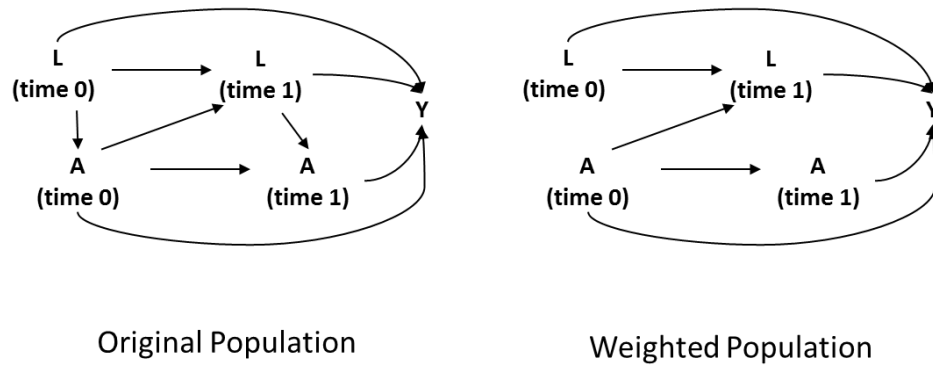 L
(time 0)
L
(time 1)
Y
A
(time 0)
A
(time 1)
Original Population
L
(time 0)
L
(time 1)
Y
A
(time 0)
A
(time 1)
Weighted Population